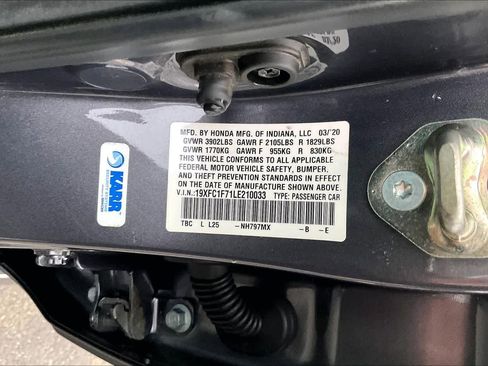 MFD. BY HONDA MFG. OF INDIANA, LLC 03/'20
GVWR 3902LBS GAWR F 2105LBS R 1829LBS
GVWR 1770KG GAWR F 955KG R 830KG
THIS VEHICLE CONFORMS TO ALL APPLICABLE
FEDERAL MOTOR VEHICLE SAFETY, BUMPER,
AND THEFT PREVENTION STANDARDS IN EFFECT
ON THE DATE OF MANUFACTURE SHOWN ABOVE.
V.I.N.:19XFC1F71LE210033 TYPE: PASSENGER CAR
TBC L L25 -NH797MX -B -E
KARR